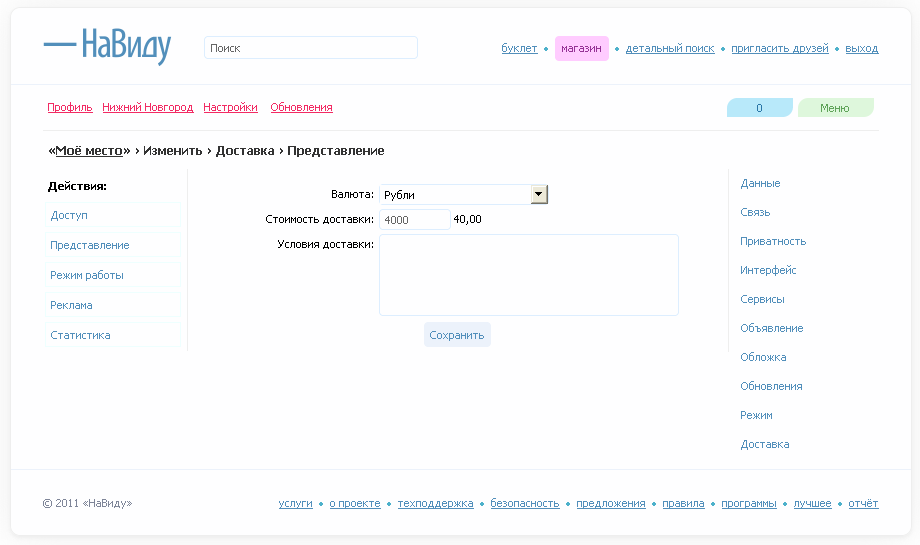 НаВиду
Поиск
буклет • магазин • детальный поиск • пригласить друзей • выход
Профиль Нижний Новгород Настройки Обновления
0 Меню
«Моё место» › Изменить › Доставка › Представление
Действия:
Доступ
Представление
Режим работы
Реклама
Статистика
Валюта: Рубли
Стоимость доставки: 4000 40,00
Условия доставки:
Сохранить
Данные
Связь
Приватность
Интерфейс
Сервисы
Объявление
Обложка
Обновления
Режим
Доставка
© 2011 «НаВиду»
услуги • о проекте • техподдержка • безопасность • предложения • правила • программы • лучшее • отчёт